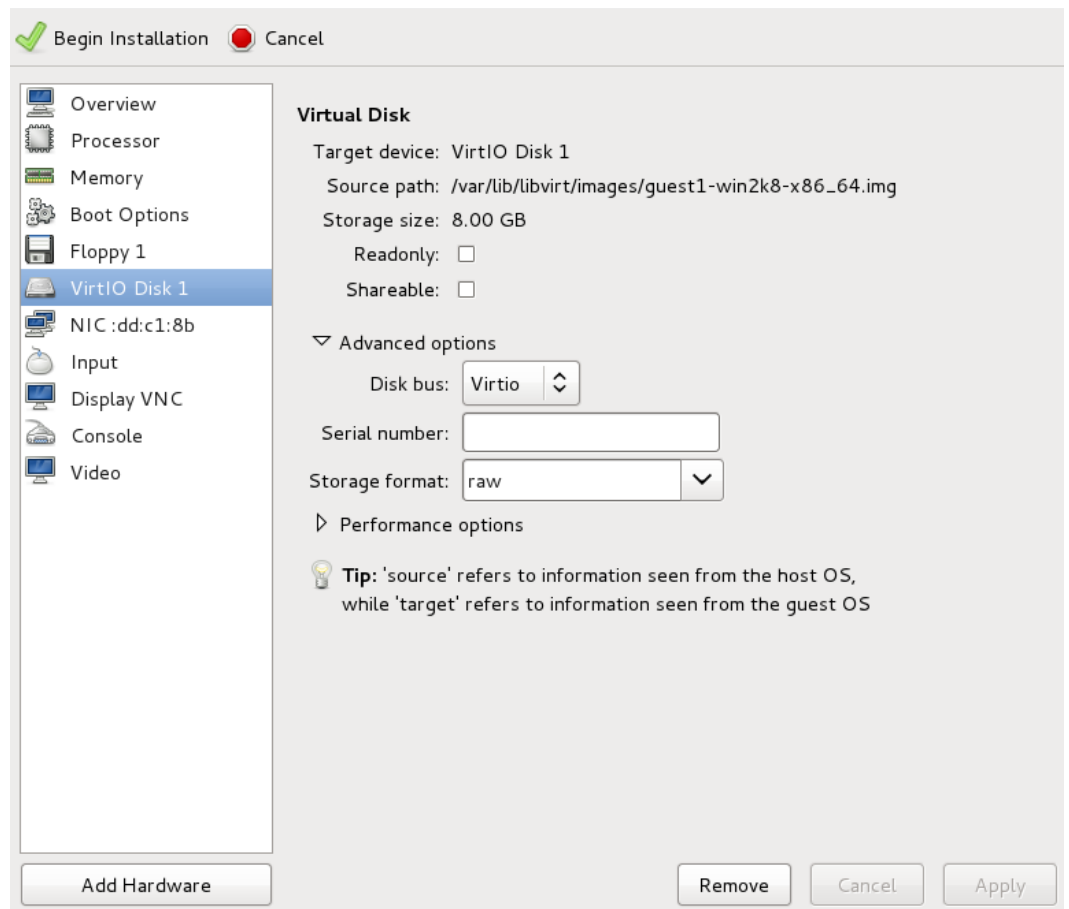 Begin Installation Cancel
Overview
Processor
Memory
Boot Options
Floppy 1
VirtIO Disk 1
NIC :dd:c1:8b
Input
Display VNC
Console
Video
Add Hardware
Virtual Disk
Target device: VirtIO Disk 1
Source path: /var/lib/libvirt/images/guest1-win2k8-x86_64.img
Storage size: 8.00 GB
Readonly:
Shareable:
Advanced options
Disk bus: Virtio
Serial number:
Storage format: raw
Performance options
Tip: 'source' refers to information seen from the host OS,
while 'target' refers to information seen from the guest OS
Remove Cancel Apply